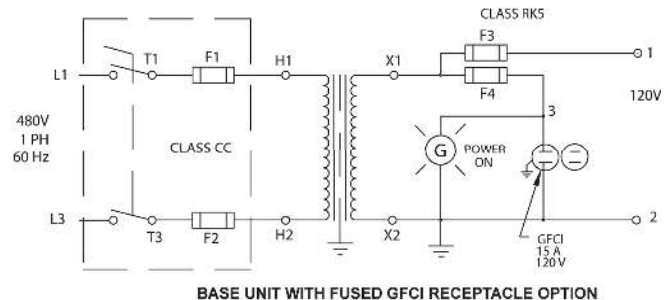 CLASS RK5
F3
1
L1
T1
F1
H1
X1
F4
120V
3
480V
1 PH
60 Hz
CLASS CC
G
POWER
ON
L3
T3
F2
H2
X2
2
GFCI
15 A
120 V
BASE UNIT WITH FUSED GFCI RECEPTACLE OPTION